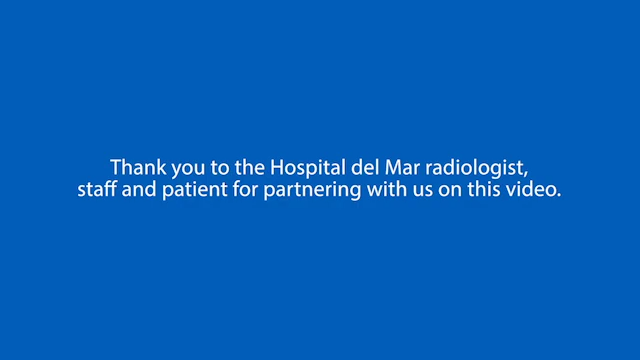 Thank you to the Hospital del Mar radiologist,
staff and patient for partnering with us on this video.